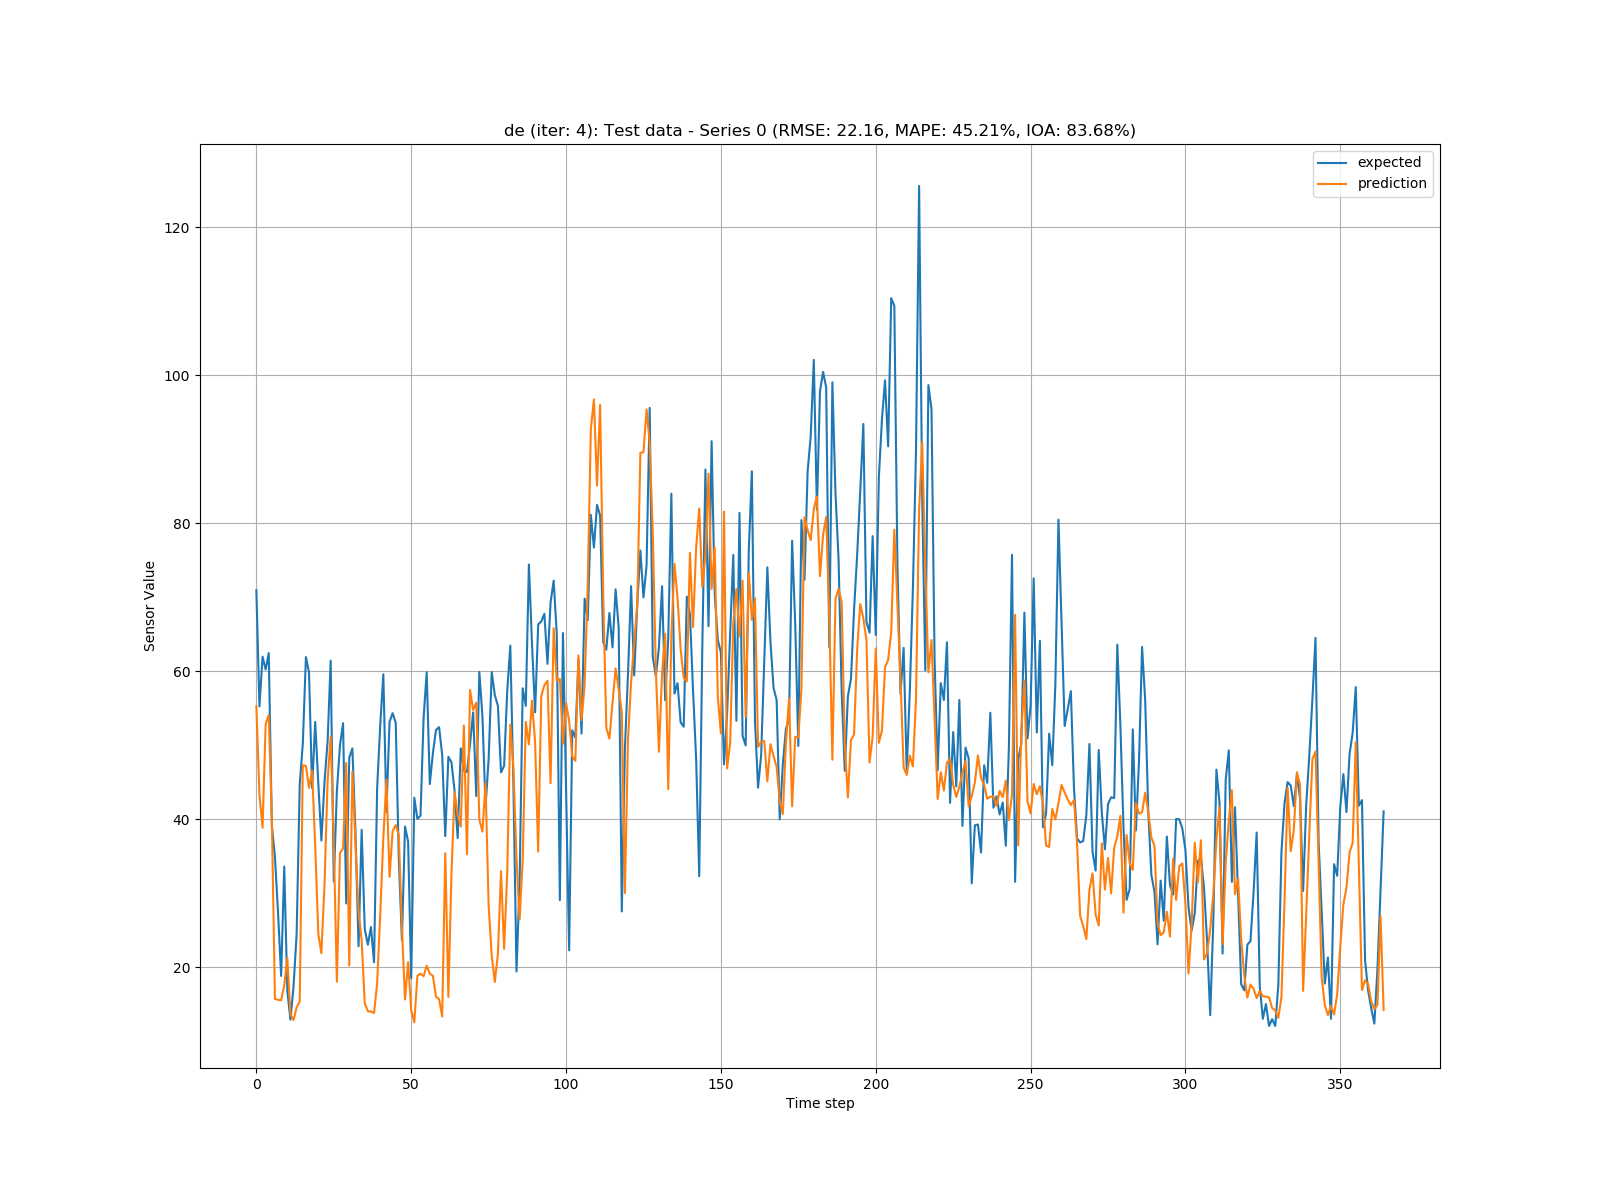 de (iter: 4): Test data - Series 0 (RMSE: 22.16, MAPE: 45.21%, IOA: 83.68%)
expected
prediction
120
100
80
60
40
20
Sensor Value
0 50 100 150 200 250 300 350
Time step